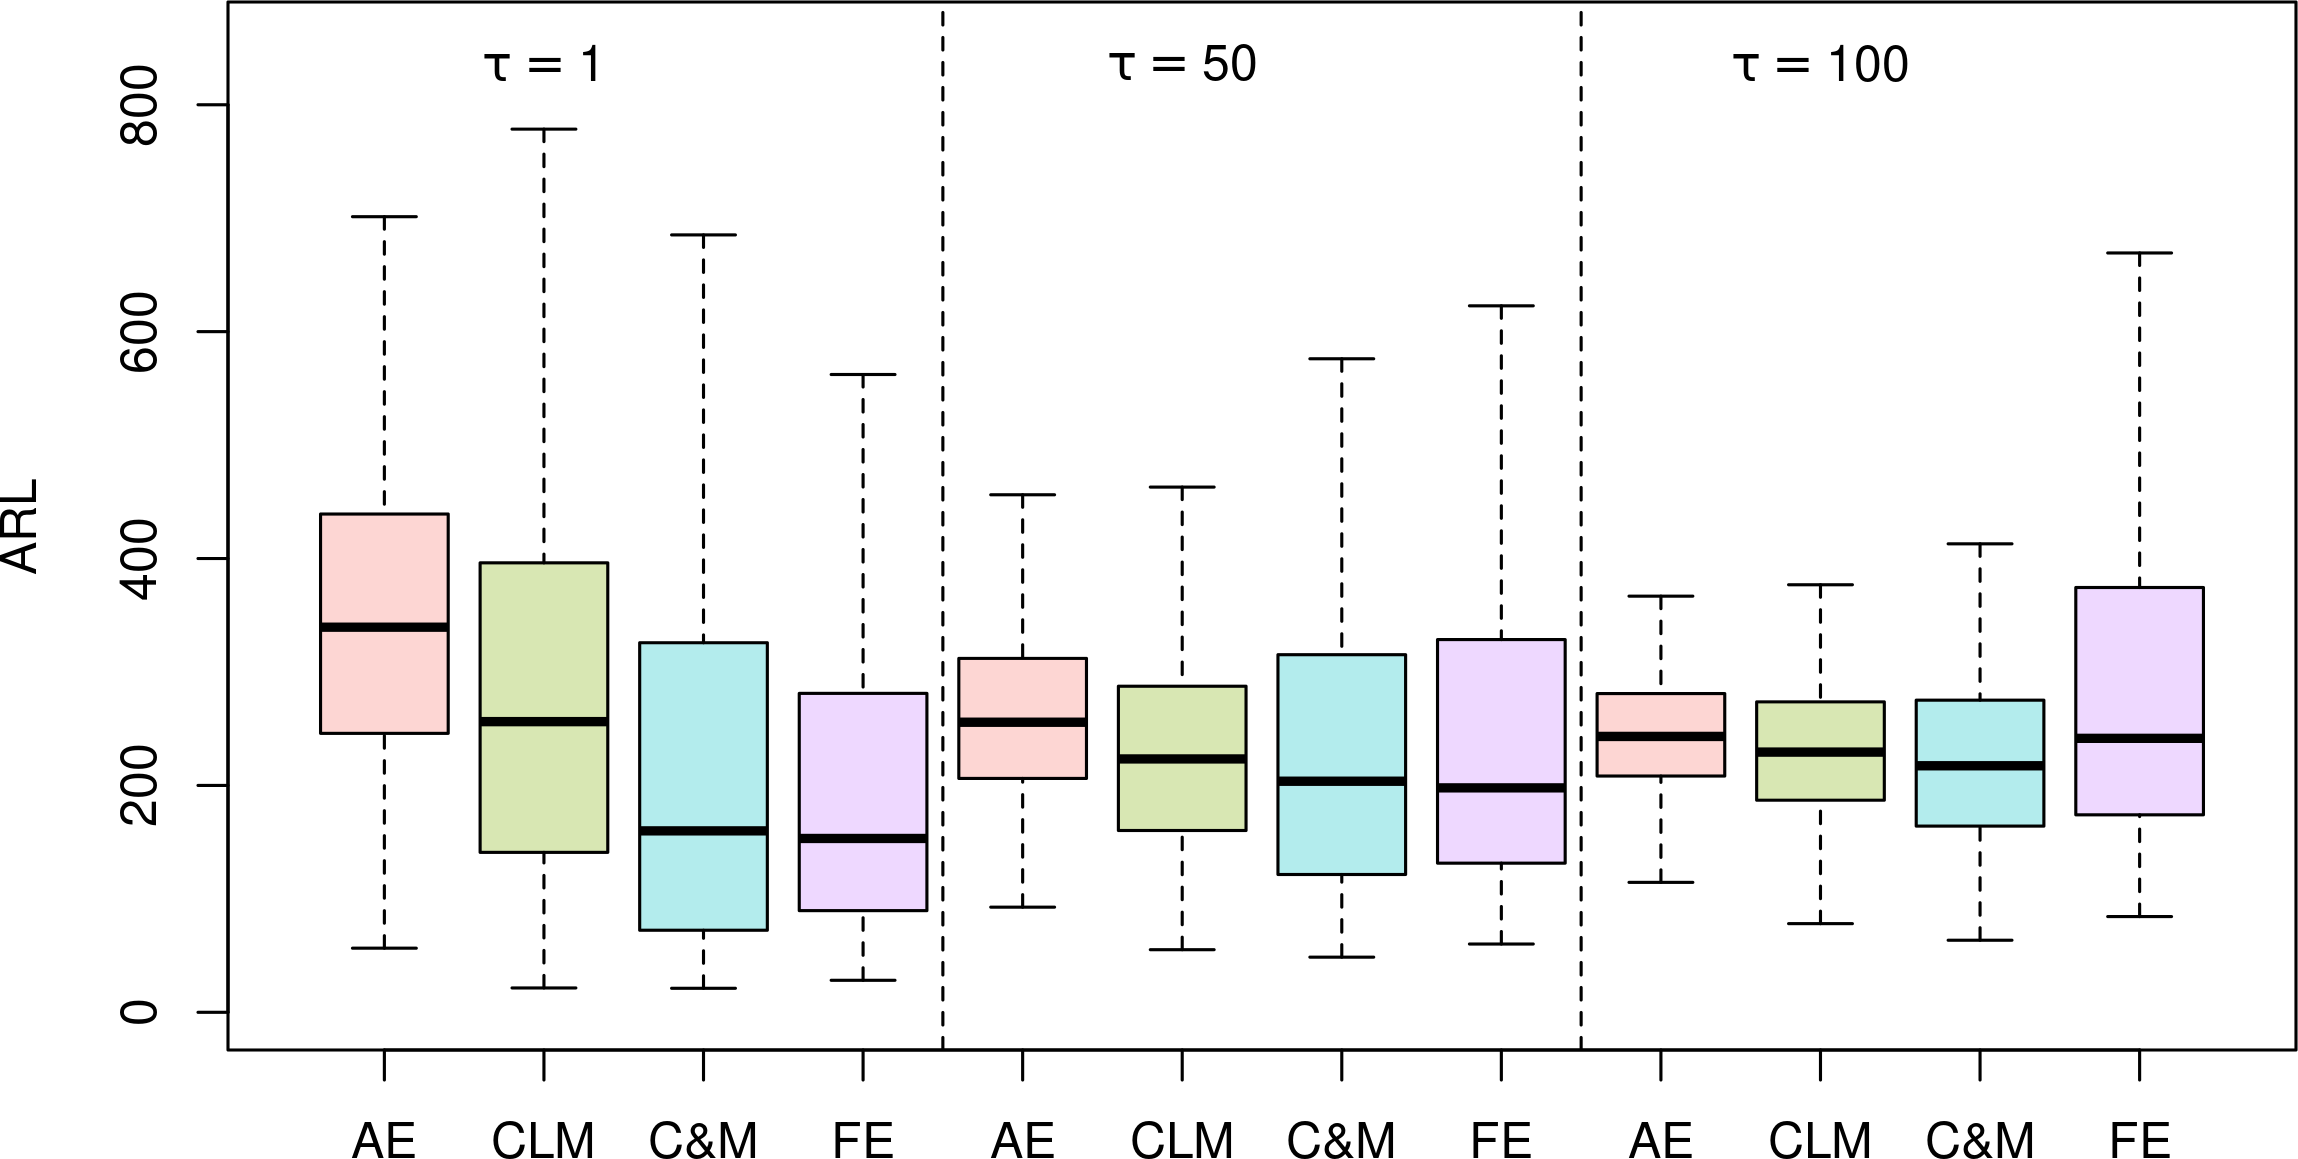 τ = 1
τ = 50
τ = 100
800
600
400
200
0
ARL
AE CLM C&M FE AE CLM C&M FE AE CLM C&M FE